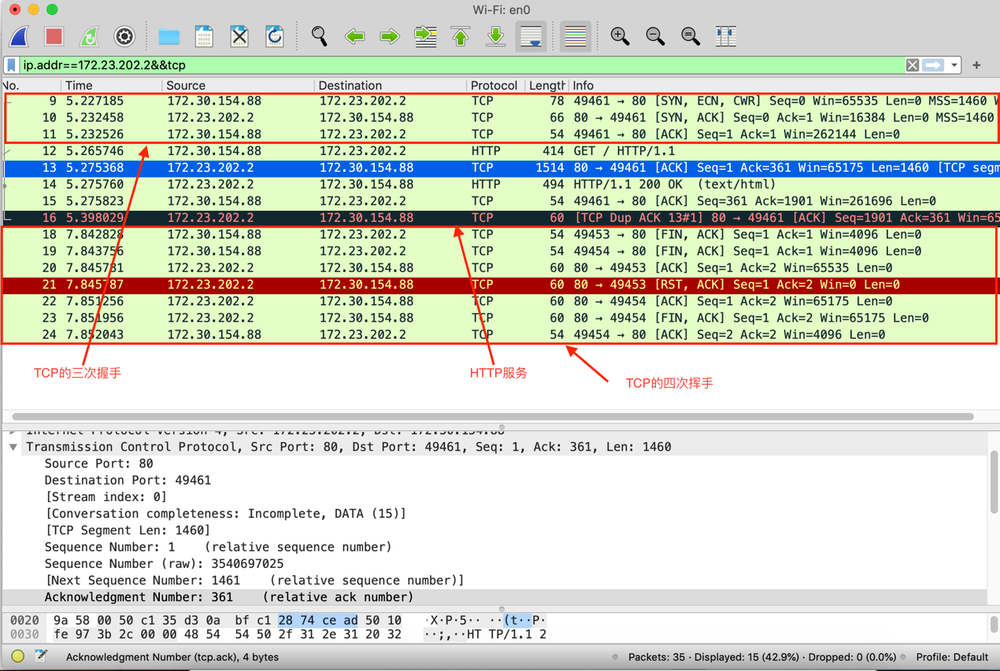 Wi-Fi: en0
ip.addr==172.23.202.2&&tcp
No. Time Source Destination Protocol Length Info
9 5.227185 172.30.154.88 172.23.202.2 TCP 78 49461 → 80 [SYN, ECN, CWR] Seq=0 Win=65535 Len=0 MSS=1460 W
10 5.232458 172.23.202.2 172.30.154.88 TCP 66 80 → 49461 [SYN, ACK] Seq=0 Ack=1 Win=16384 Len=0 MSS=1460
11 5.232526 172.30.154.88 172.23.202.2 TCP 54 49461 → 80 [ACK] Seq=1 Ack=1 Win=262144 Len=0
12 5.265746 172.30.154.88 172.23.202.2 HTTP 414 GET / HTTP/1.1
13 5.275368 172.23.202.2 172.30.154.88 TCP 1514 80 → 49461 [ACK] Seq=1 Ack=361 Win=65175 Len=1460 [TCP segm
14 5.275760 172.23.202.2 172.30.154.88 HTTP 494 HTTP/1.1 200 OK (text/html)
15 5.275823 172.30.154.88 172.23.202.2 TCP 54 49461 → 80 [ACK] Seq=361 Ack=1901 Win=261696 Len=0
16 5.398029 172.23.202.2 172.30.154.88 TCP 60 [TCP Dup ACK 13#1] 80 → 49461 [ACK] Seq=1901 Ack=361 Win=65
18 7.842828 172.30.154.88 172.23.202.2 TCP 54 49453 → 80 [FIN, ACK] Seq=1 Ack=1 Win=4096 Len=0
19 7.843756 172.30.154.88 172.23.202.2 TCP 54 49454 → 80 [FIN, ACK] Seq=1 Ack=1 Win=4096 Len=0
20 7.845781 172.23.202.2 172.30.154.88 TCP 60 80 → 49453 [ACK] Seq=1 Ack=2 Win=65535 Len=0
21 7.845787 172.23.202.2 172.30.154.88 TCP 60 80 → 49453 [RST, ACK] Seq=1 Ack=2 Win=0 Len=0
22 7.851256 172.23.202.2 172.30.154.88 TCP 60 80 → 49454 [ACK] Seq=1 Ack=2 Win=65175 Len=0
23 7.851956 172.23.202.2 172.30.154.88 TCP 60 80 → 49454 [FIN, ACK] Seq=1 Ack=2 Win=65175 Len=0
24 7.852043 172.30.154.88 172.23.202.2 TCP 54 49454 → 80 [ACK] Seq=2 Ack=2 Win=4096 Len=0
TCP的三次握手
HTTP服务
TCP的四次挥手
Internet Protocol Version 4, Src: 172.23.202.2, Dst: 172.30.154.88
Transmission Control Protocol, Src Port: 80, Dst Port: 49461, Seq: 1, Ack: 361, Len: 1460
Source Port: 80
Destination Port: 49461
[Stream index: 0]
[Conversation completeness: Incomplete, DATA (15)]
[TCP Segment Len: 1460]
Sequence Number: 1 (relative sequence number)
Sequence Number (raw): 3540697025
[Next Sequence Number: 1461 (relative sequence number)]
Acknowledgment Number: 361 (relative ack number)
0020 9a 58 00 50 c1 35 d3 0a bf c1 28 74 ce ad 50 10 ·X·P·5·· ··(t··P·
0030 fe 97 3b 2c 00 00 48 54 54 50 2f 31 2e 31 20 32 ··;,··HT TP/1.1 2
Acknowledgment Number (tcp.ack), 4 bytes
Packets: 35 · Displayed: 15 (42.9%) · Dropped: 0 (0.0%)
Profile: Default